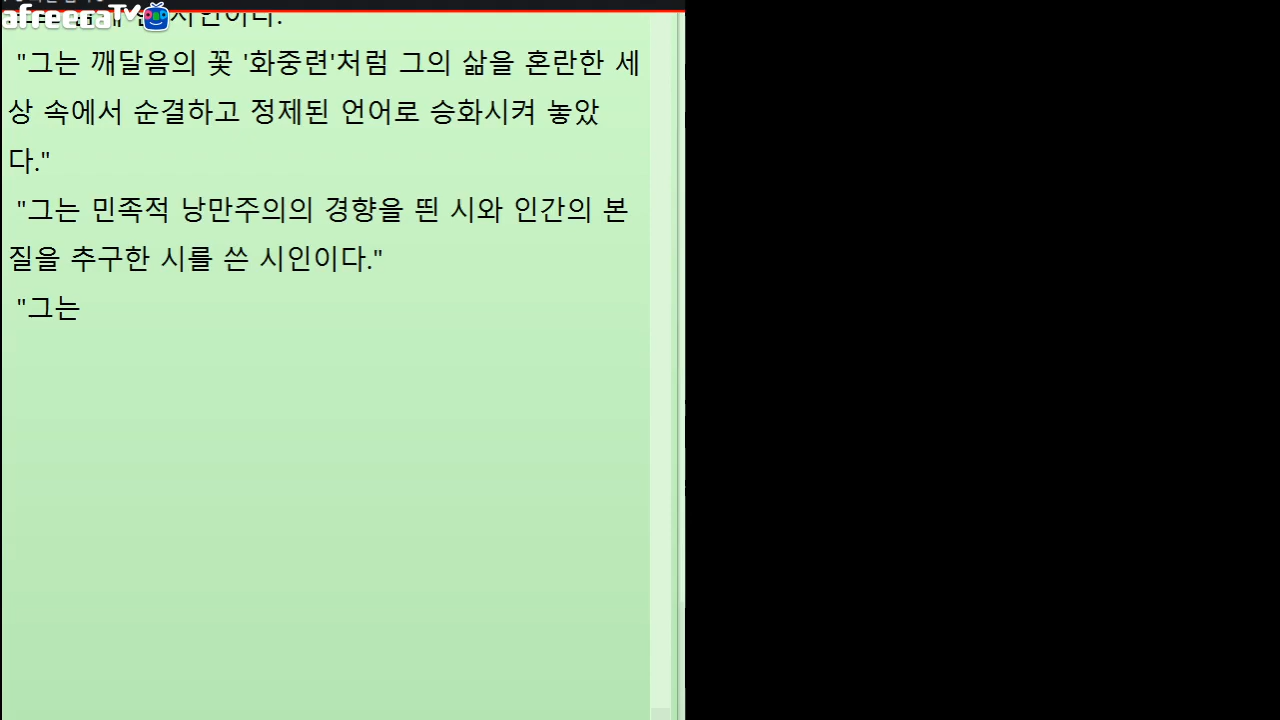 afreecaTV
시인이다.
"그는 깨달음의 꽃 '화중련'처럼 그의 삶을 혼란한 세
상 속에서 순결하고 정제된 언어로 승화시켜 놓았
다."
"그는 민족적 낭만주의의 경향을 띈 시와 인간의 본
질을 추구한 시를 쓴 시인이다."
"그는